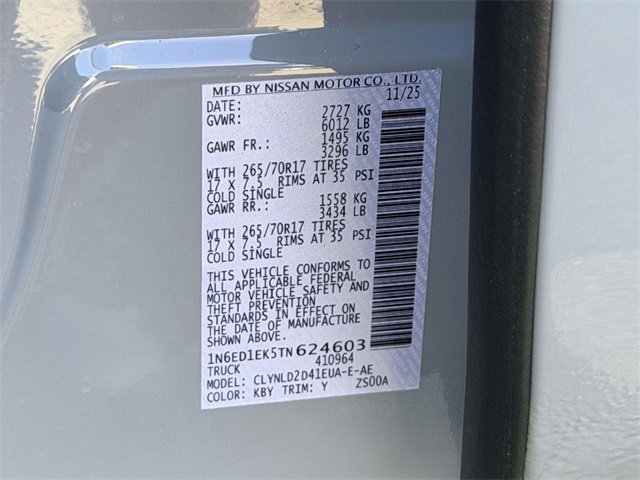 MFD BY NISSAN MOTOR CO., LTD.
DATE: 11/25
GVWR: 2727 KG
6012 LB
GAWR FR.: 1495 KG
3296 LB
WITH 265/70R17 TIRES
17 X 7.5 RIMS AT 35 PSI
COLD SINGLE
GAWR RR.: 1558 KG
3434 LB
WITH 265/70R17 TIRES
17 X 7.5 RIMS AT 35 PSI
COLD SINGLE
THIS VEHICLE CONFORMS TO
ALL APPLICABLE FEDERAL
MOTOR VEHICLE SAFETY AND
THEFT PREVENTION
STANDARDS IN EFFECT ON
THE DATE OF MANUFACTURE
1N6ED1EK5TN624603
TRUCK 410964
MODEL: CLYNLD2D41EUA-E-AE
COLOR: KBY TRIM: Y ZS00A